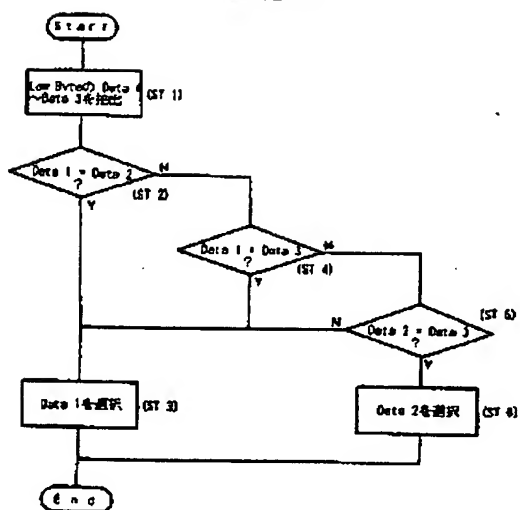 Start
Low Byteの Data
～Data 3を抽出
(ST 1)
Data 1 = Data 2
?
N
(ST 2)
Y
Data 1 = Data 3
?
N
(ST 4)
Y
(ST 5)
N
Data 2 = Data 3
?
Y
Data 1を選択
(ST 3)
Data 2を選択
(ST 6)
End